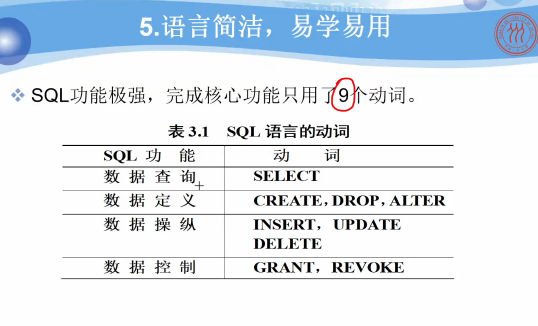 5.语言简洁，易学易用
SQL功能极强，完成核心功能只用了9个动词。
表 3.1 SQL 语言的动词
SQL 功 能 动 词
数 据 查 询 SELECT
数 据 定 义 CREATE, DROP, ALTER
数 据 操 纵 INSERT， UPDATE
DELETE
数 据 控 制 GRANT， REVOKE